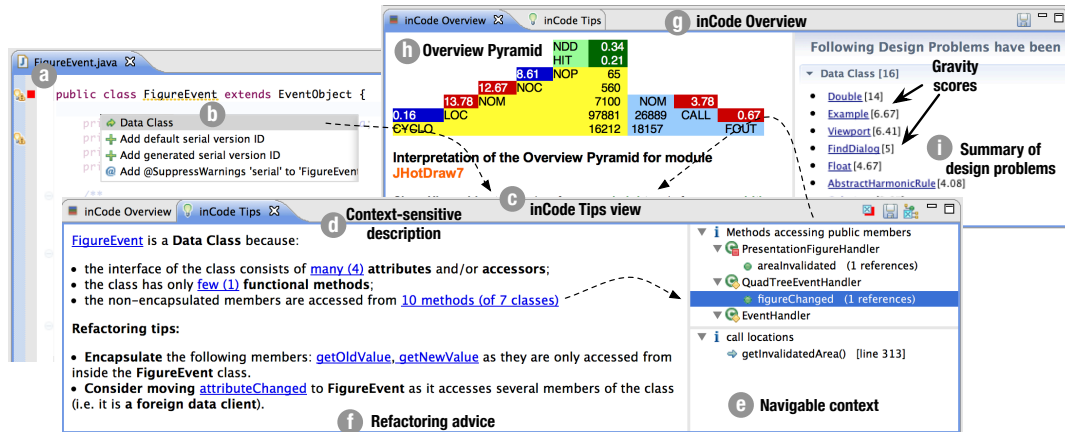 FigureEvent.java
a
public class FigureEvent extends EventObject {
b
Data Class
Add default serial version ID
Add generated serial version ID
Add @SuppressWarnings 'serial' to 'FigureEven
/**
inCode Overview
inCode Tips
g
inCode Overview
h
Overview Pyramid
NDD 0.34
HIT 0.21
8.61 NOP 65
12.67 NOC 560
13.78 NOM 7100 NOM 3.78
0.16 LOC 97881 26889 CALL 0.67
CYCLO 16212 18157 FOUT
Interpretation of the Overview Pyramid for module
JHotDraw7
Following Design Problems have been
Data Class [16]
Gravity
scores
• Double [14]
• Example [6.67]
• Viewport [6.41]
• FindDialog [5]
• Float [4.67]
• AbstractHarmonicRule [4.08]
i
Summary of
design problems
c
inCode Tips view
inCode Overview
inCode Tips
d
Context-sensitive
description
FigureEvent is a Data Class because:
• the interface of the class consists of many (4) attributes and/or accessors;
• the class has only few (1) functional methods;
• the non-encapsulated members are accessed from 10 methods (of 7 classes)
Refactoring tips:
• Encapsulate the following members: getOldValue, getNewValue as they are only accessed from
inside the FigureEvent class.
• Consider moving attributeChanged to FigureEvent as it accesses several members of the class
(i.e. it is a foreign data client).
f
Refactoring advice
Methods accessing public members
PresentationFigureHandler
areaInvalidated (1 references)
QuadTreeEventHandler
figureChanged (1 references)
EventHandler
call locations
getInvalidatedArea() [line 313]
e
Navigable context